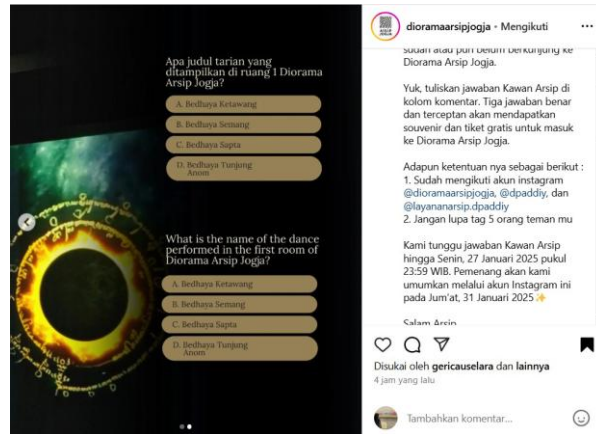 Apa judul tarian yang
ditampilkan di ruang 1 Diorama
Arsip Jogja?
A. Bedhaya Ketawang
B. Bedhaya Semang
C. Bedhaya Sapta
D. Bedhaya Tunjung
Anom
What is the name of the dance
performed in the first room of
Diorama Arsip Jogja?
A. Bedhaya Ketawang
B. Bedhaya Semang
C. Bedhaya Sapta
D. Bedhaya Tunjung
Anom
ARSIP
JOGJA
dioramaarsipjogja • Mengikuti
sudah atau pun belum berkunjung ke
Diorama Arsip Jogja.
Yuk, tuliskan jawaban Kawan Arsip di
kolom komentar. Tiga jawaban benar
dan terceptan akan mendapatkan
souvenir dan tiket gratis untuk masuk
ke Diorama Arsip Jogja.
Adapun ketentuan nya sebagai berikut :
1. Sudah mengikuti akun instagram
@dioramaarsipjogja, @dpaddiy, dan
@layananarsip.dpaddiy
2. Jangan lupa tag 5 orang teman mu
Kami tunggu jawaban Kawan Arsip
hingga Senin, 27 Januari 2025 pukul
23:59 WIB. Pemenang akan kami
umumkan melalui akun Instagram ini
pada Jum'at, 31 Januari 2025✨
Salam Arsip
Disukai oleh gericauselara dan lainnya
4 jam yang lalu
Tambahkan komentar...